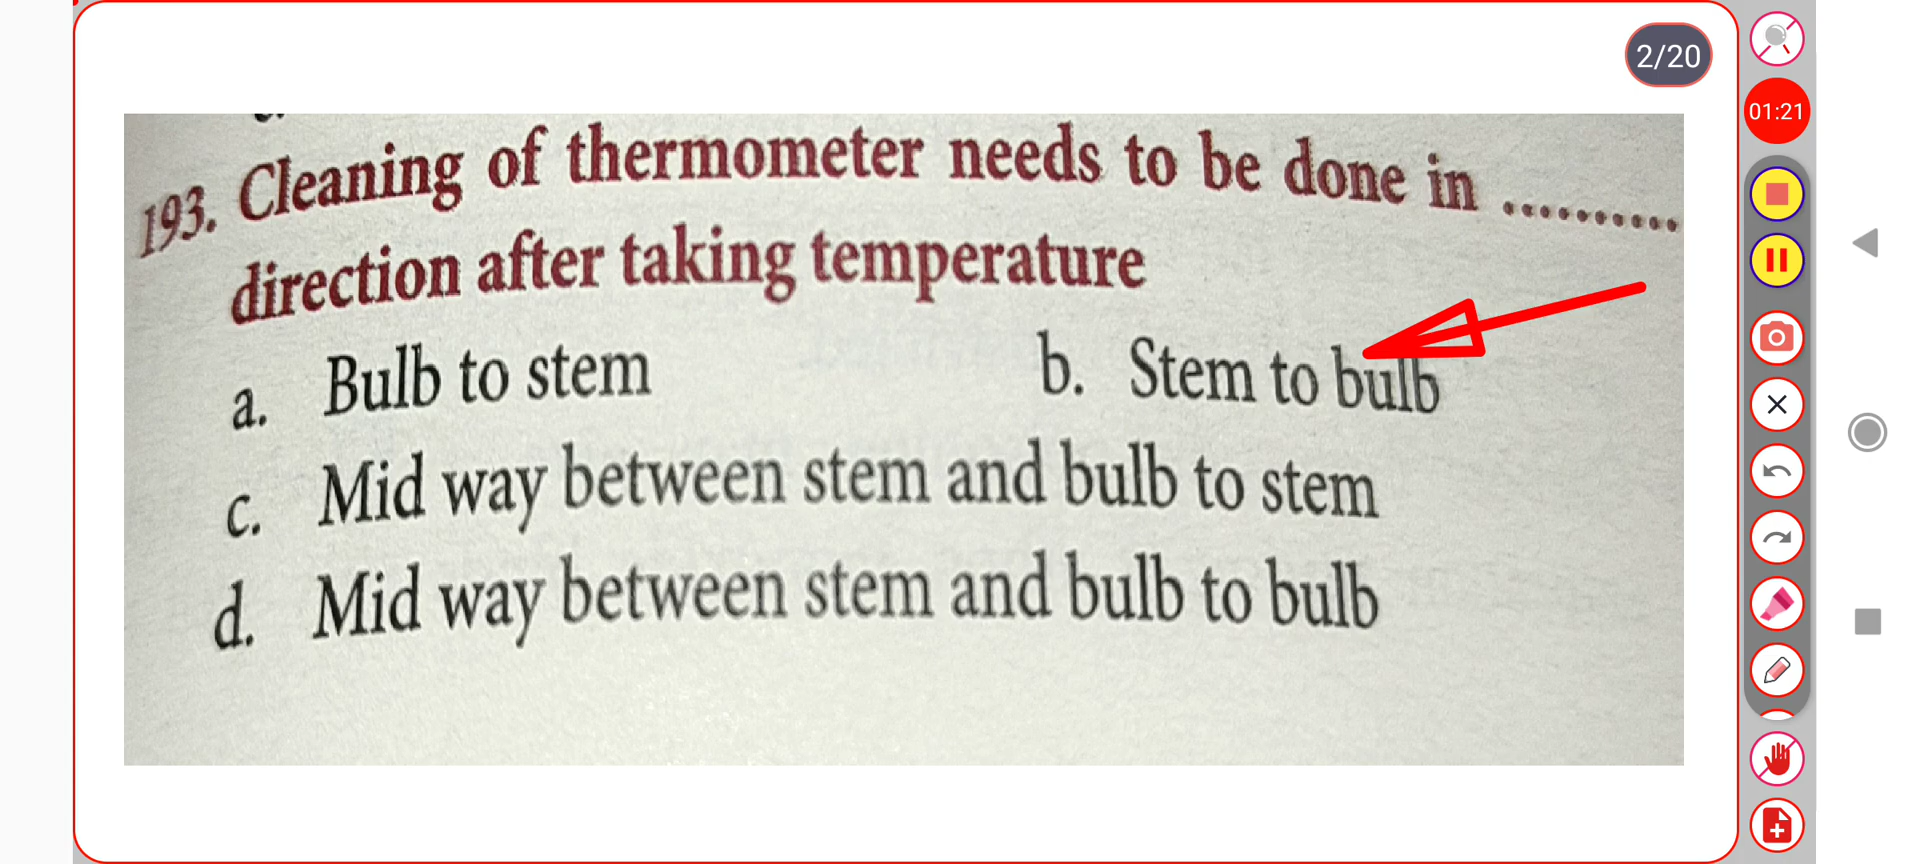 2/20
01:21
193. Cleaning of thermometer needs to be done in ..........
direction after taking temperature
a. Bulb to stem b. Stem to bulb
c. Mid way between stem and bulb to stem
d. Mid way between stem and bulb to bulb